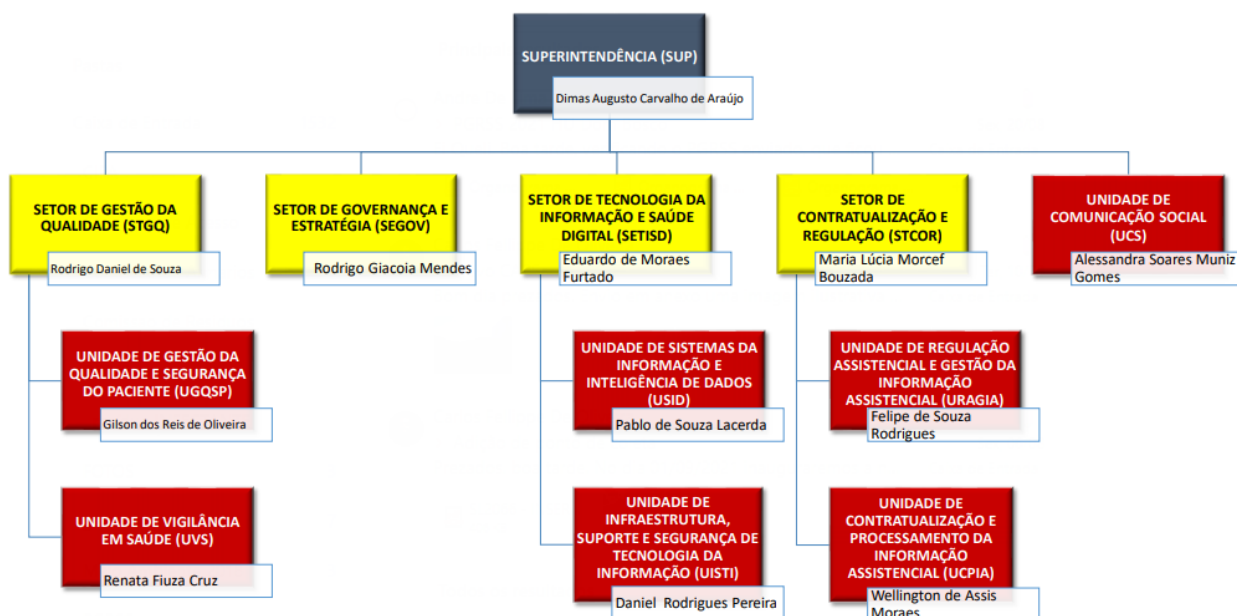 SUPERINTENDÊNCIA (SUP)
Dimas Augusto Carvalho de Araújo
SETOR DE GESTÃO DA
QUALIDADE (STGQ)
Rodrigo Daniel de Souza
SETOR DE GOVERNANÇA E
ESTRATÉGIA (SEGOV)
Rodrigo Giacoia Mendes
SETOR DE TECNOLOGIA DA
INFORMAÇÃO E SAÚDE
DIGITAL (SETISD)
Eduardo de Moraes
Furtado
SETOR DE
CONTRATUALIZAÇÃO E
REGULAÇÃO (STCOR)
Maria Lúcia Morcef
Bouzada
UNIDADE DE
COMUNICAÇÃO SOCIAL
(UCS)
Alessandra Soares Muniz
Gomes
UNIDADE DE GESTÃO DA
QUALIDADE E SEGURANÇA
DO PACIENTE (UGQSP)
Gilson dos Reis de Oliveira
UNIDADE DE SISTEMAS DA
INFORMAÇÃO E
INTELIGÊNCIA DE DADOS
(USID)
Pablo de Souza Lacerda
UNIDADE DE REGULAÇÃO
ASSISTENCIAL E GESTÃO DA
INFORMAÇÃO
ASSISTENCIAL (URAGIA)
Felipe de Souza
Rodrigues
UNIDADE DE VIGILÂNCIA
EM SAÚDE (UVS)
Renata Fiuza Cruz
UNIDADE DE
INFRAESTRUTURA,
SUPORTE E SEGURANÇA DE
TECNOLOGIA DA
INFORMAÇÃO (UISTI)
Daniel Rodrigues Pereira
UNIDADE DE
CONTRATUALIZAÇÃO E
PROCESSAMENTO DA
INFORMAÇÃO
ASSISTENCIAL (UCPIA)
Wellington de Assis
Moraes